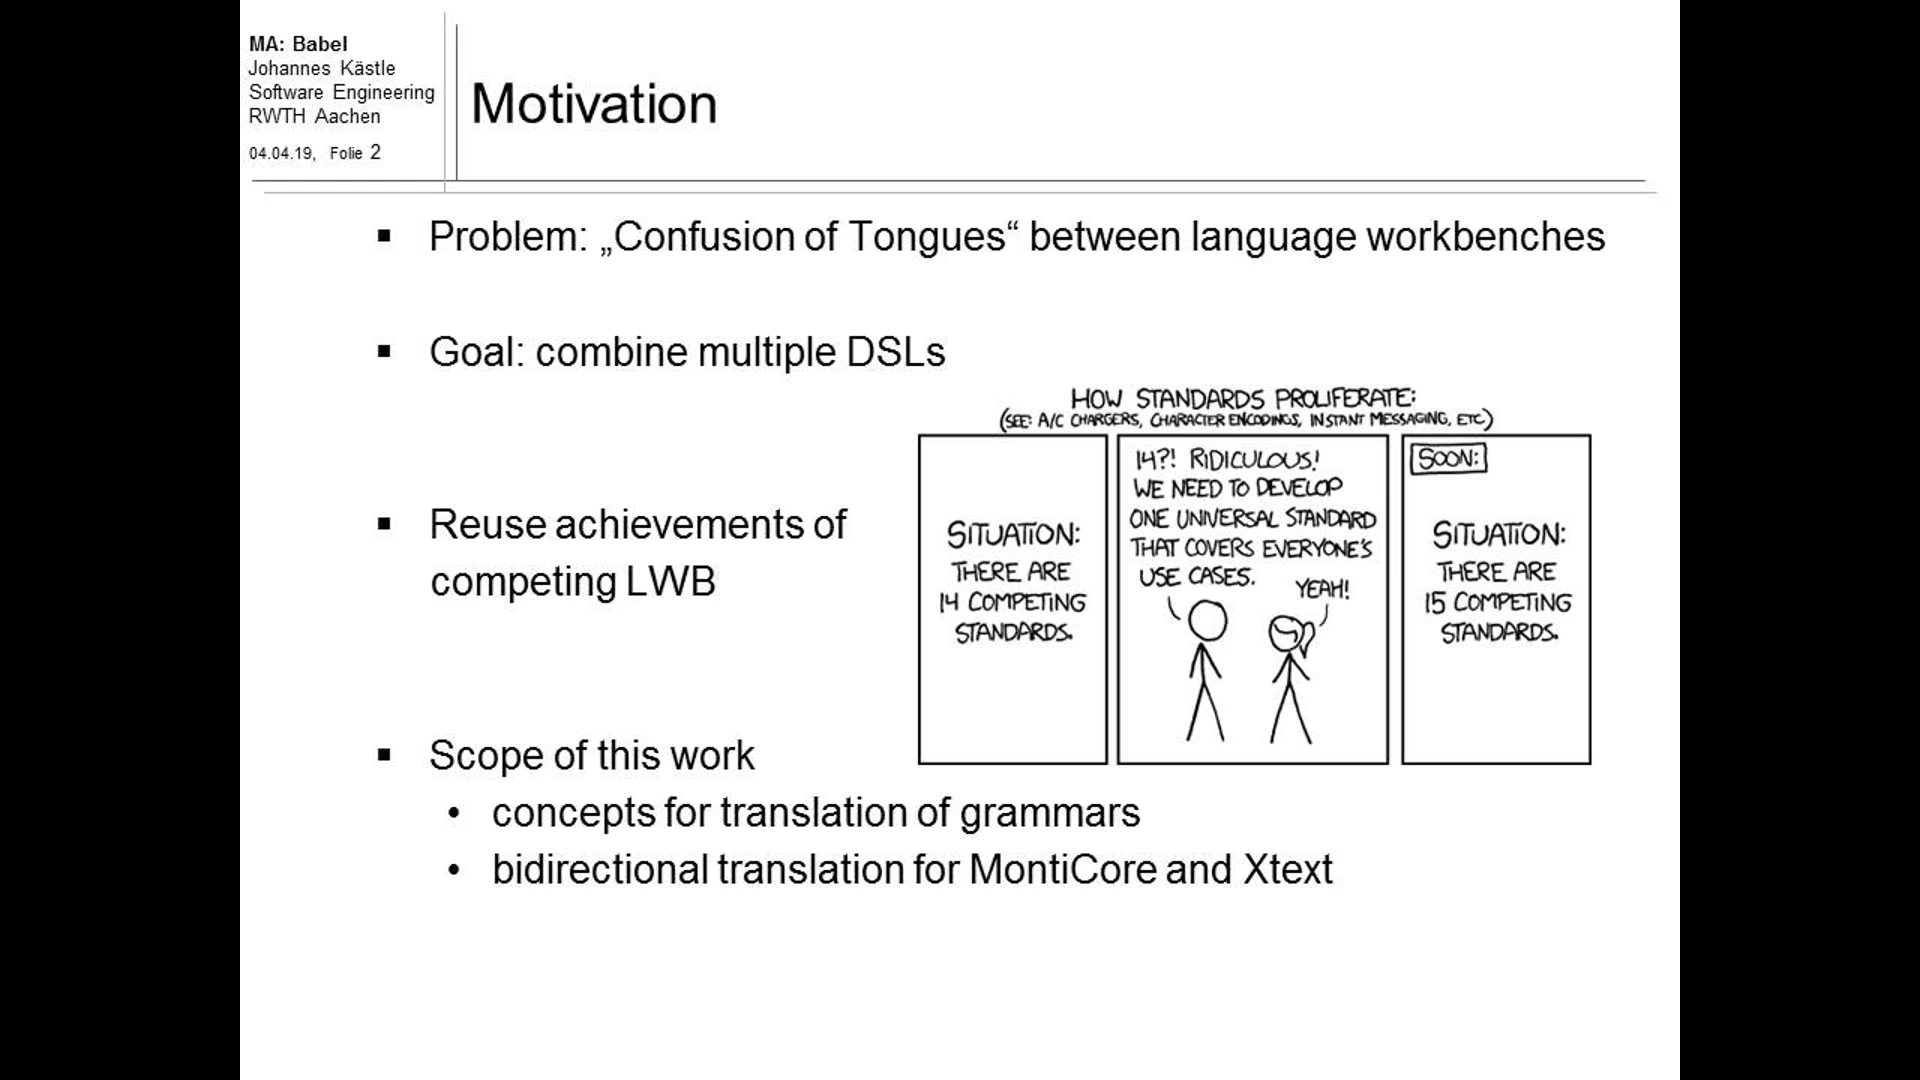 MA: Babel
Johannes Kästle
Software Engineering
RWTH Aachen
04.04.19, Folie 2
Motivation
▪ Problem: „Confusion of Tongues“ between language workbenches
▪ Goal: combine multiple DSLs
▪ Reuse achievements of
competing LWB
HOW STANDARDS PROLIFERATE:
(SEE: A/C CHARGERS, CHARACTER ENCODINGS, INSTANT MESSAGING, ETC.)
SITUATION:
THERE ARE
14 COMPETING
STANDARDS.
14?! RIDICULOUS!
WE NEED TO DEVELOP
ONE UNIVERSAL STANDARD
THAT COVERS EVERYONE'S
USE CASES.
YEAH!
SOON:
SITUATION:
THERE ARE
15 COMPETING
STANDARDS.
▪ Scope of this work
• concepts for translation of grammars
• bidirectional translation for MontiCore and Xtext